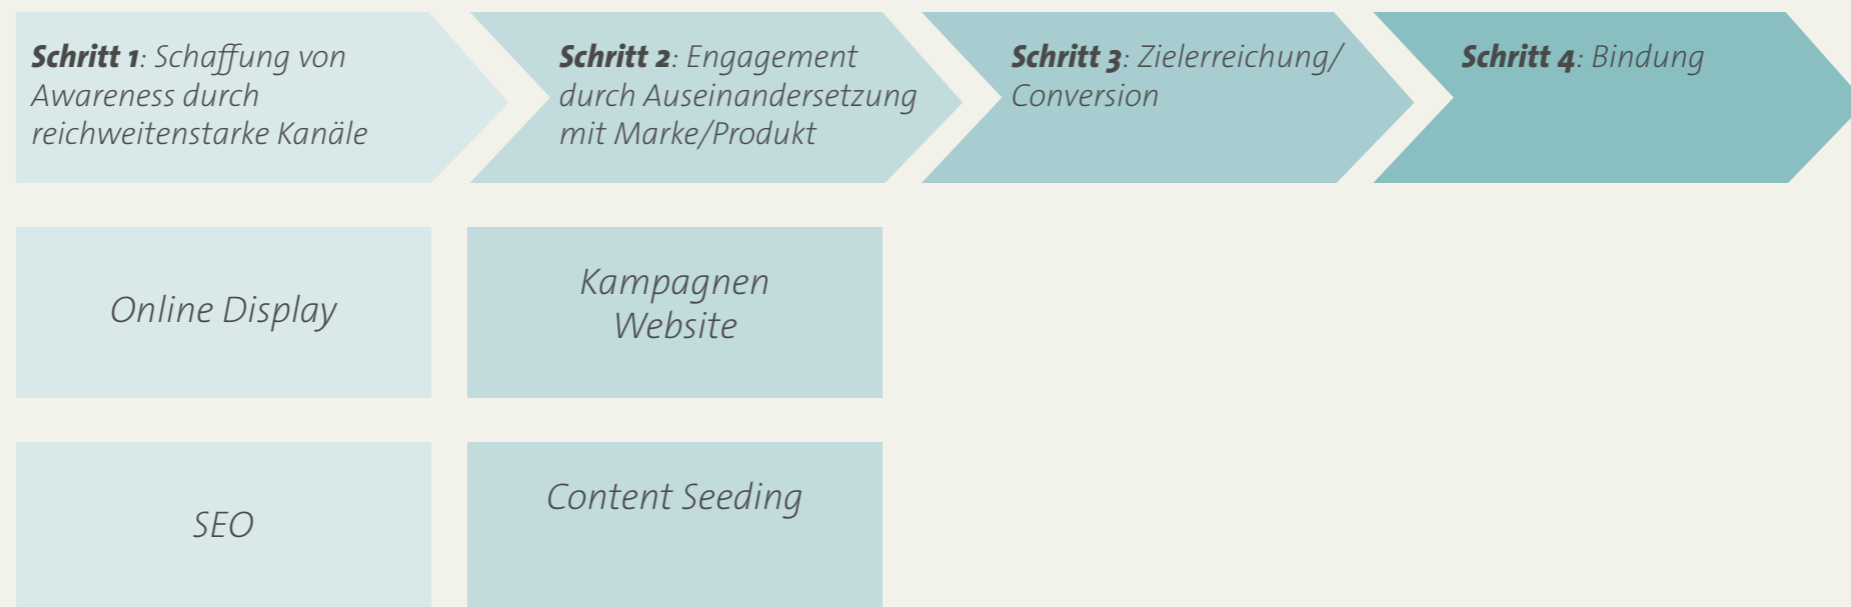 Schritt 1: Schaffung von
Awareness durch
reichweitenstarke Kanäle
Schritt 2: Engagement
durch Auseinandersetzung
mit Marke/Produkt
Schritt 3: Zielerreichung/
Conversion
Schritt 4: Bindung
Online Display
Kampagnen
Website
SEO
Content Seeding